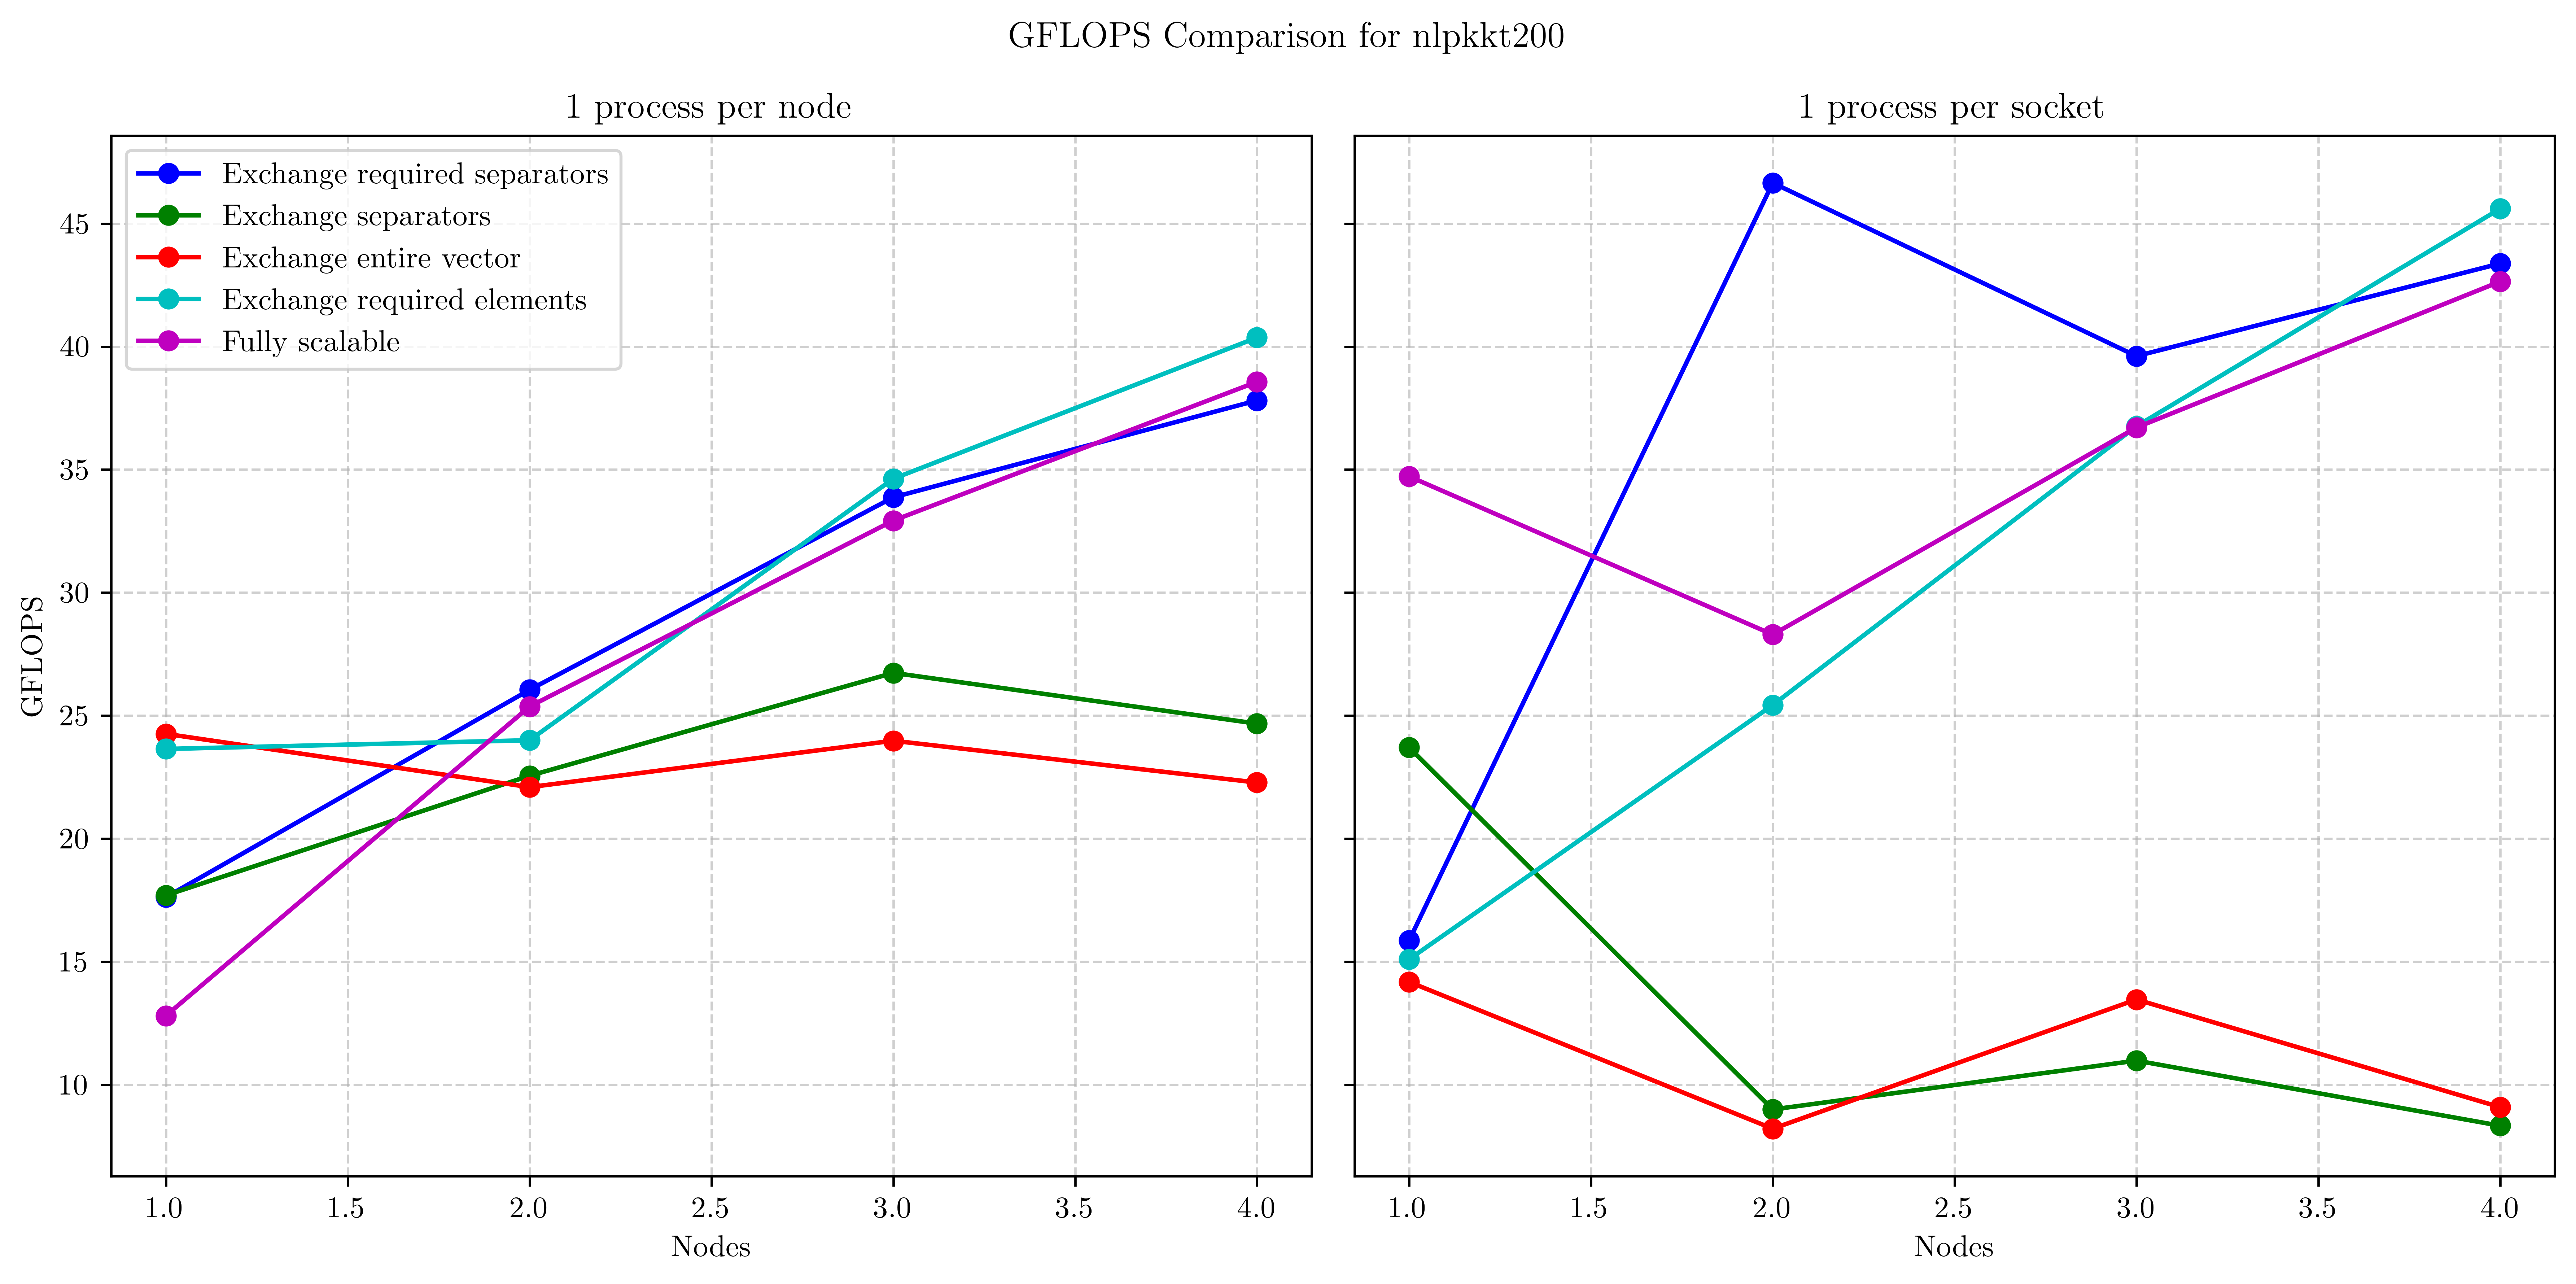 GFLOPS Comparison for nlpkkt200
1 process per node
Exchange required separators
Exchange separators
Exchange entire vector
Exchange required elements
Fully scalable
GFLOPS
45
40
35
30
25
20
15
10
1.0 1.5 2.0 2.5 3.0 3.5 4.0
Nodes
1 process per socket
1.0 1.5 2.0 2.5 3.0 3.5 4.0
Nodes